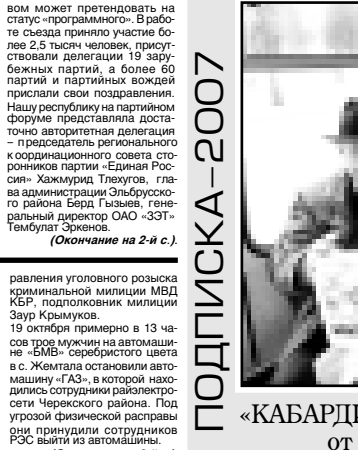 вом может претендовать на
статус «программного». В рабо-
те съезда приняло участие бо-
лее 2,5 тысяч человек, присут-
ствовали делегации 19 зару-
бежных партий, а более 60
партий и партийных вождей
прислали свои поздравления.
Нашу республику на партийном
форуме представляла доста-
точно авторитетная делегация
– председатель регионального
координационного совета сто-
ронников партии «Единая Рос-
сия» Хажмурид Тлехугов, гла-
ва администрации Эльбрусско-
го района Берд Гызыев, гене-
ральный директор ОАО «ЗЭТ»
Тембулат Эркенов.
(Окончание на 2-й с.).
равления уголовного розыска
криминальной милиции МВД
КБР, подполковник милиции
Заур Крымуков.
19 октября примерно в 13 ча-
сов трое мужчин на автомаши-
не «БМВ» серебристого цвета
в с. Жемтала остановили авто-
машину «ГАЗ», в которой нахо-
дились сотрудники райэлектро-
сети Черекского района. Под
угрозой физической расправы
они принудили сотрудников
РЭС выйти из автомашины.
ПОДПИСКА–2007
«КАБАРДИ
от